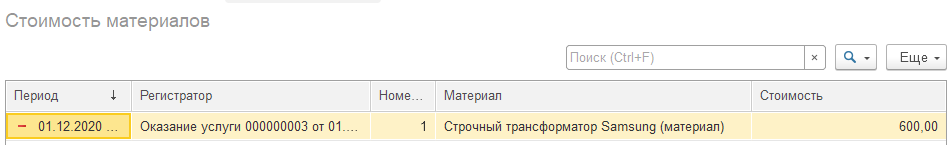 Стоимость материалов
Поиск (Ctrl+F) × Еще
Период ↓ Регистратор Номе... Материал Стоимость
01.12.2020 ... Оказание услуги 000000003 от 01.... 1 Строчный трансформатор Samsung (материал) 600,00